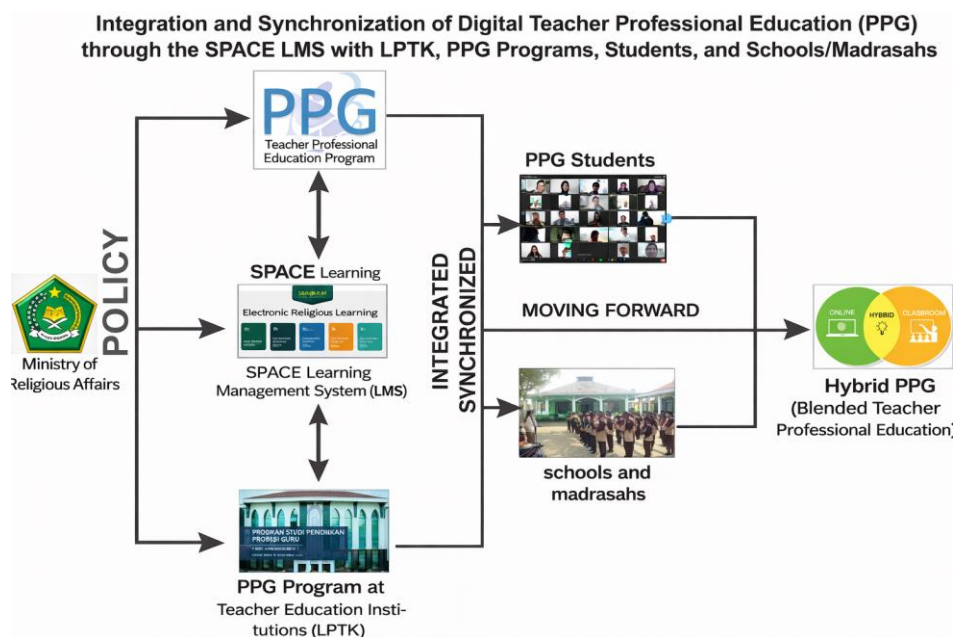 Integration and Synchronization of Digital Teacher Professional Education (PPG)
through the SPACE LMS with LPTK, PPG Programs, Students, and Schools/Madrasahs
PPG
Teacher Professional
Education Program
POLICY
Ministry of
Religious Affairs
SPACE Learning
Electronic Religious Learning
SPACE Learning
Management System (LMS)
PRODIKAN STUDI PENDIIKAN
PROBESI GURU
PPG Program at
Teacher Education Insti-
tutions (LPTK)
INTEGRATED
SYNCHRONIZED
PPG Students
MOVING FORWARD
schools and
madrasahs
ONLINE
HYBRID
CLASSROOM
Hybrid PPG
(Blended Teacher
Professional Education)